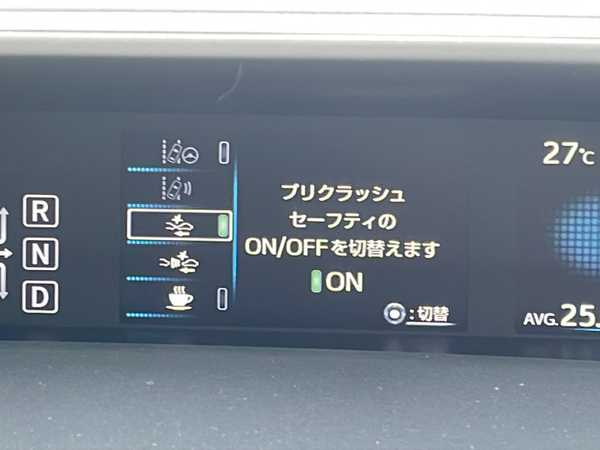 27℃
R
N
D
プリクラッシュ
セーフティの
ON/OFFを切替えます
ON
:切替
AVG.25.